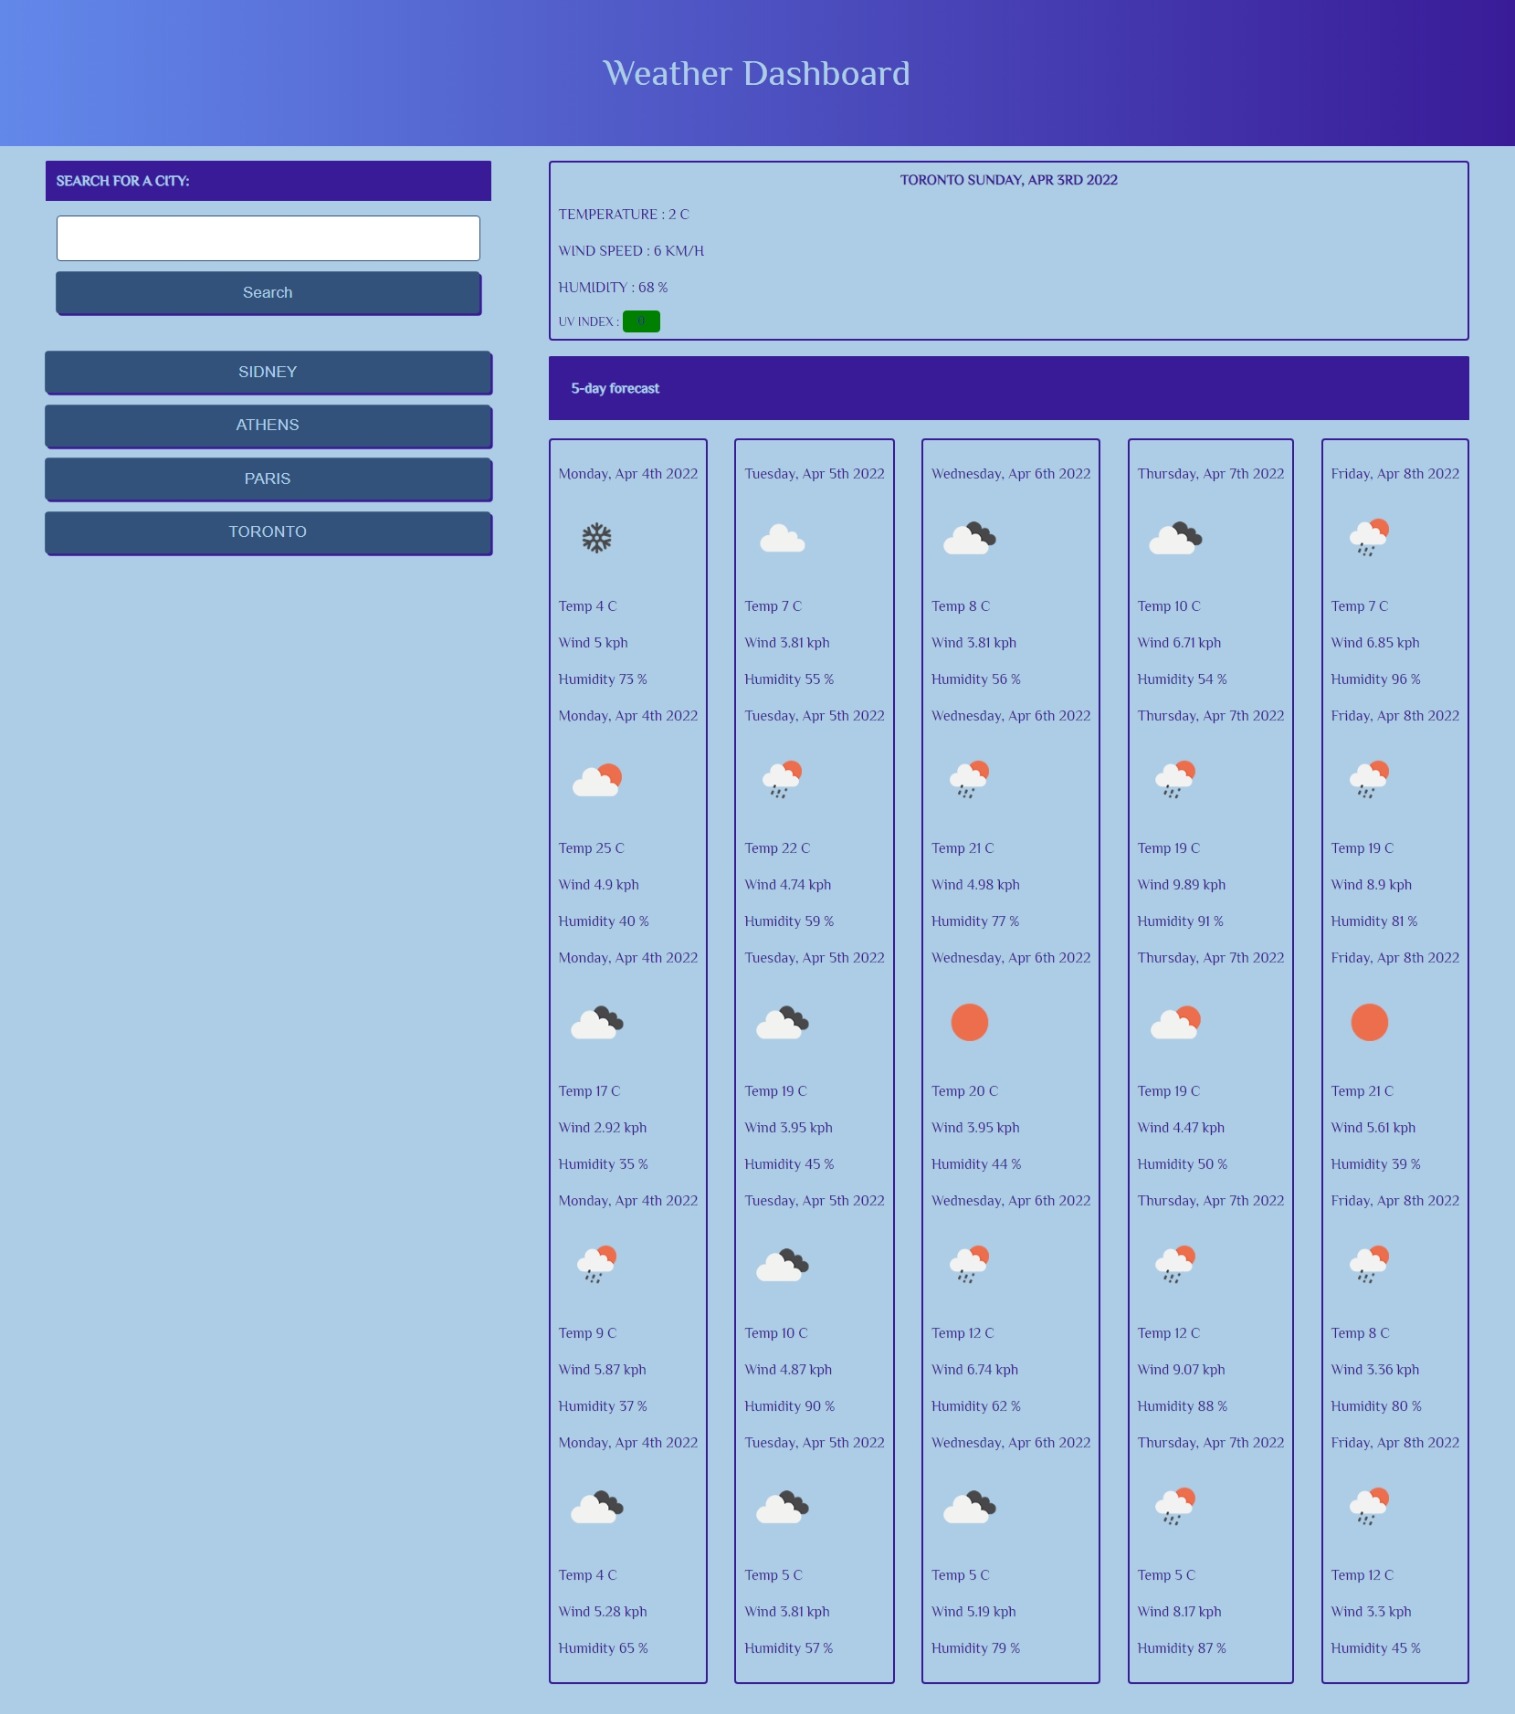 Weather Dashboard
SEARCH FOR A CITY:
Search
SIDNEY
ATHENS
PARIS
TORONTO
TORONTO SUNDAY, APR 3RD 2022
TEMPERATURE : 2 C
WIND SPEED : 6 KM/H
HUMIDITY : 68 %
UV INDEX : 0
5-day forecast
Monday, Apr 4th 2022
Temp 4 C
Wind 5 kph
Humidity 73 %
Monday, Apr 4th 2022
Temp 25 C
Wind 4.9 kph
Humidity 40 %
Monday, Apr 4th 2022
Temp 17 C
Wind 2.92 kph
Humidity 35 %
Monday, Apr 4th 2022
Temp 9 C
Wind 5.87 kph
Humidity 37 %
Monday, Apr 4th 2022
Temp 4 C
Wind 5.28 kph
Humidity 65 %
Tuesday, Apr 5th 2022
Temp 7 C
Wind 3.81 kph
Humidity 55 %
Tuesday, Apr 5th 2022
Temp 22 C
Wind 4.74 kph
Humidity 59 %
Tuesday, Apr 5th 2022
Temp 19 C
Wind 3.95 kph
Humidity 45 %
Tuesday, Apr 5th 2022
Temp 10 C
Wind 4.87 kph
Humidity 90 %
Tuesday, Apr 5th 2022
Temp 5 C
Wind 3.81 kph
Humidity 57 %
Wednesday, Apr 6th 2022
Temp 8 C
Wind 3.81 kph
Humidity 56 %
Wednesday, Apr 6th 2022
Temp 21 C
Wind 4.98 kph
Humidity 77 %
Wednesday, Apr 6th 2022
Temp 20 C
Wind 3.95 kph
Humidity 44 %
Wednesday, Apr 6th 2022
Temp 12 C
Wind 6.74 kph
Humidity 62 %
Wednesday, Apr 6th 2022
Temp 5 C
Wind 5.19 kph
Humidity 79 %
Thursday, Apr 7th 2022
Temp 10 C
Wind 6.71 kph
Humidity 54 %
Thursday, Apr 7th 2022
Temp 19 C
Wind 9.89 kph
Humidity 91 %
Thursday, Apr 7th 2022
Temp 19 C
Wind 4.47 kph
Humidity 50 %
Thursday, Apr 7th 2022
Temp 12 C
Wind 9.07 kph
Humidity 88 %
Thursday, Apr 7th 2022
Temp 5 C
Wind 8.17 kph
Humidity 87 %
Friday, Apr 8th 2022
Temp 7 C
Wind 6.85 kph
Humidity 96 %
Friday, Apr 8th 2022
Temp 19 C
Wind 8.9 kph
Humidity 81 %
Friday, Apr 8th 2022
Temp 21 C
Wind 5.61 kph
Humidity 39 %
Friday, Apr 8th 2022
Temp 8 C
Wind 3.36 kph
Humidity 80 %
Friday, Apr 8th 2022
Temp 12 C
Wind 3.3 kph
Humidity 45 %